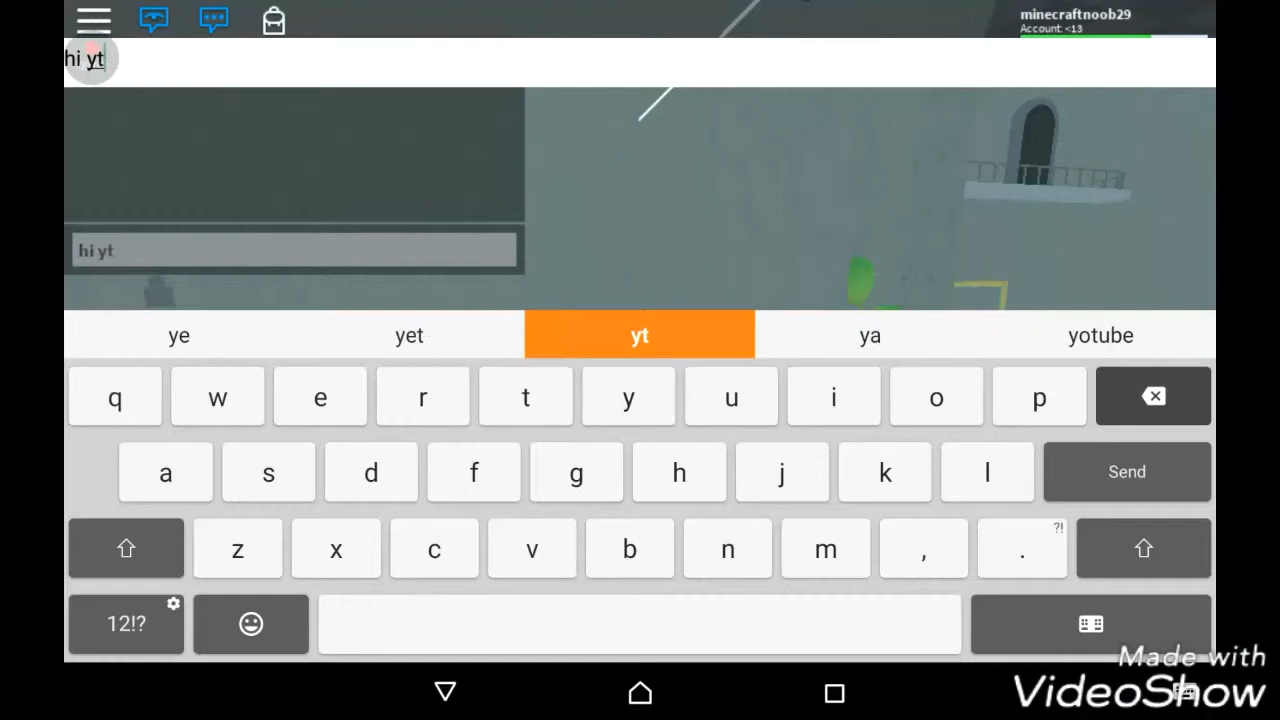 minecraftnoob29
Account: <13
hi yt
hi yt
ye yet yt ya yotube
q w e r t y u i o p
a s d f g h j k l Send
?!
z x c v b n m , .
12!?
Made with
VideoShow